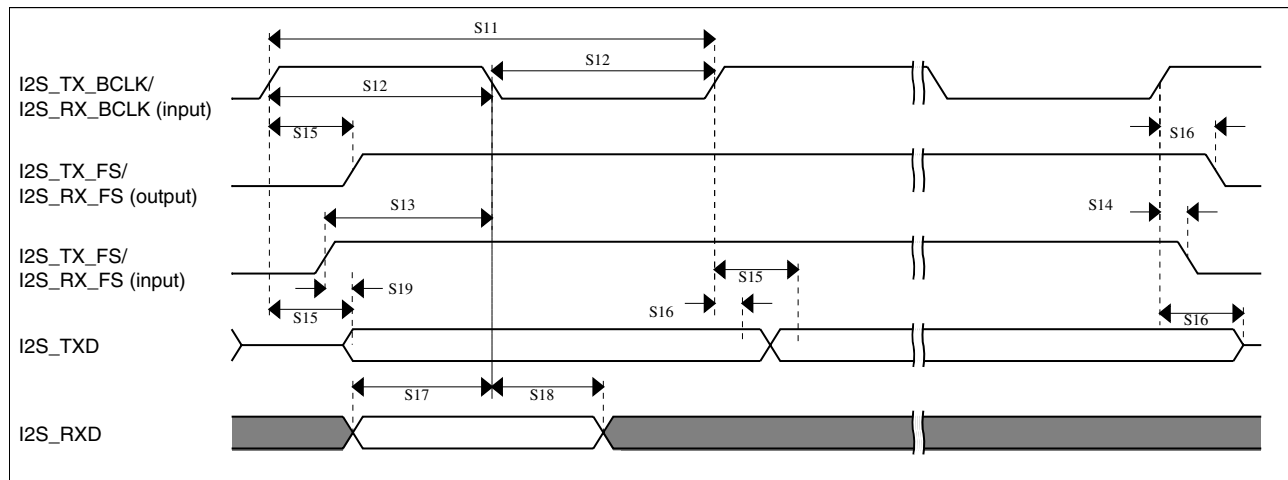 S11
S12
I2S_TX_BCLK/
I2S_RX_BCLK (input)
S12
S15
S16
I2S_TX_FS/
I2S_RX_FS (output)
S13
S14
I2S_TX_FS/
I2S_RX_FS (input)
S15
S19
S15
S16
S16
I2S_TXD
S17
S18
I2S_RXD